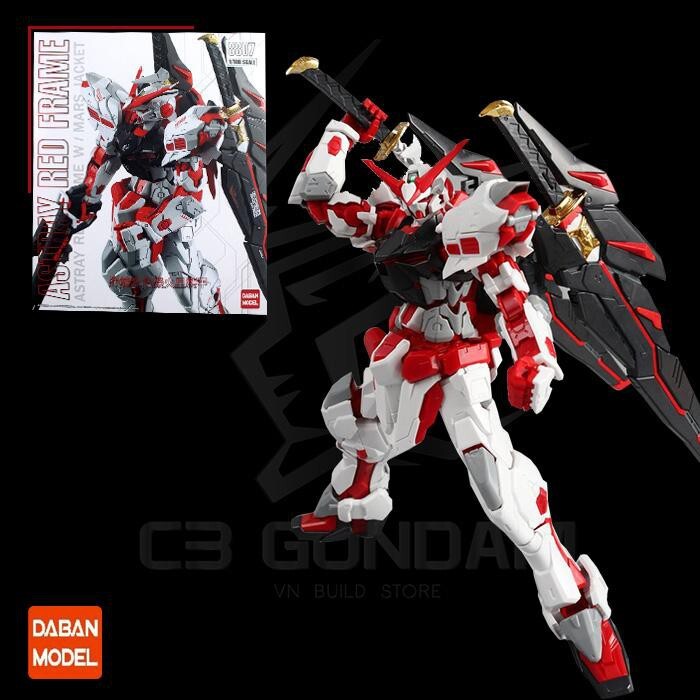 ASTRAY RED FRAME
ASTRAY RED FRAME W/ MARS JACKET
8807
1/100 SCALE
DABAN
MODEL
C3 GUNDAM
VN BUILD STORE
DABAN
MODEL